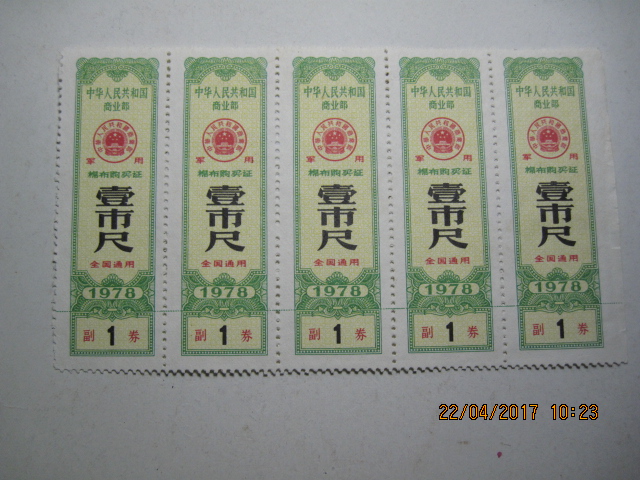 中华人民共和国
商业部
军 用
棉布购买证
壹市尺
全国通用
1978
副 1 券
中华人民共和国
商业部
军 用
棉布购买证
壹市尺
全国通用
1978
副 1 券
中华人民共和国
商业部
军 用
棉布购买证
壹市尺
全国通用
1978
副 1 券
中华人民共和国
商业部
军 用
棉布购买证
壹市尺
全国通用
1978
副 1 券
中华人民共和国
商业部
军 用
棉布购买证
壹市尺
全国通用
1978
副 1 券
22/04/2017 10:23